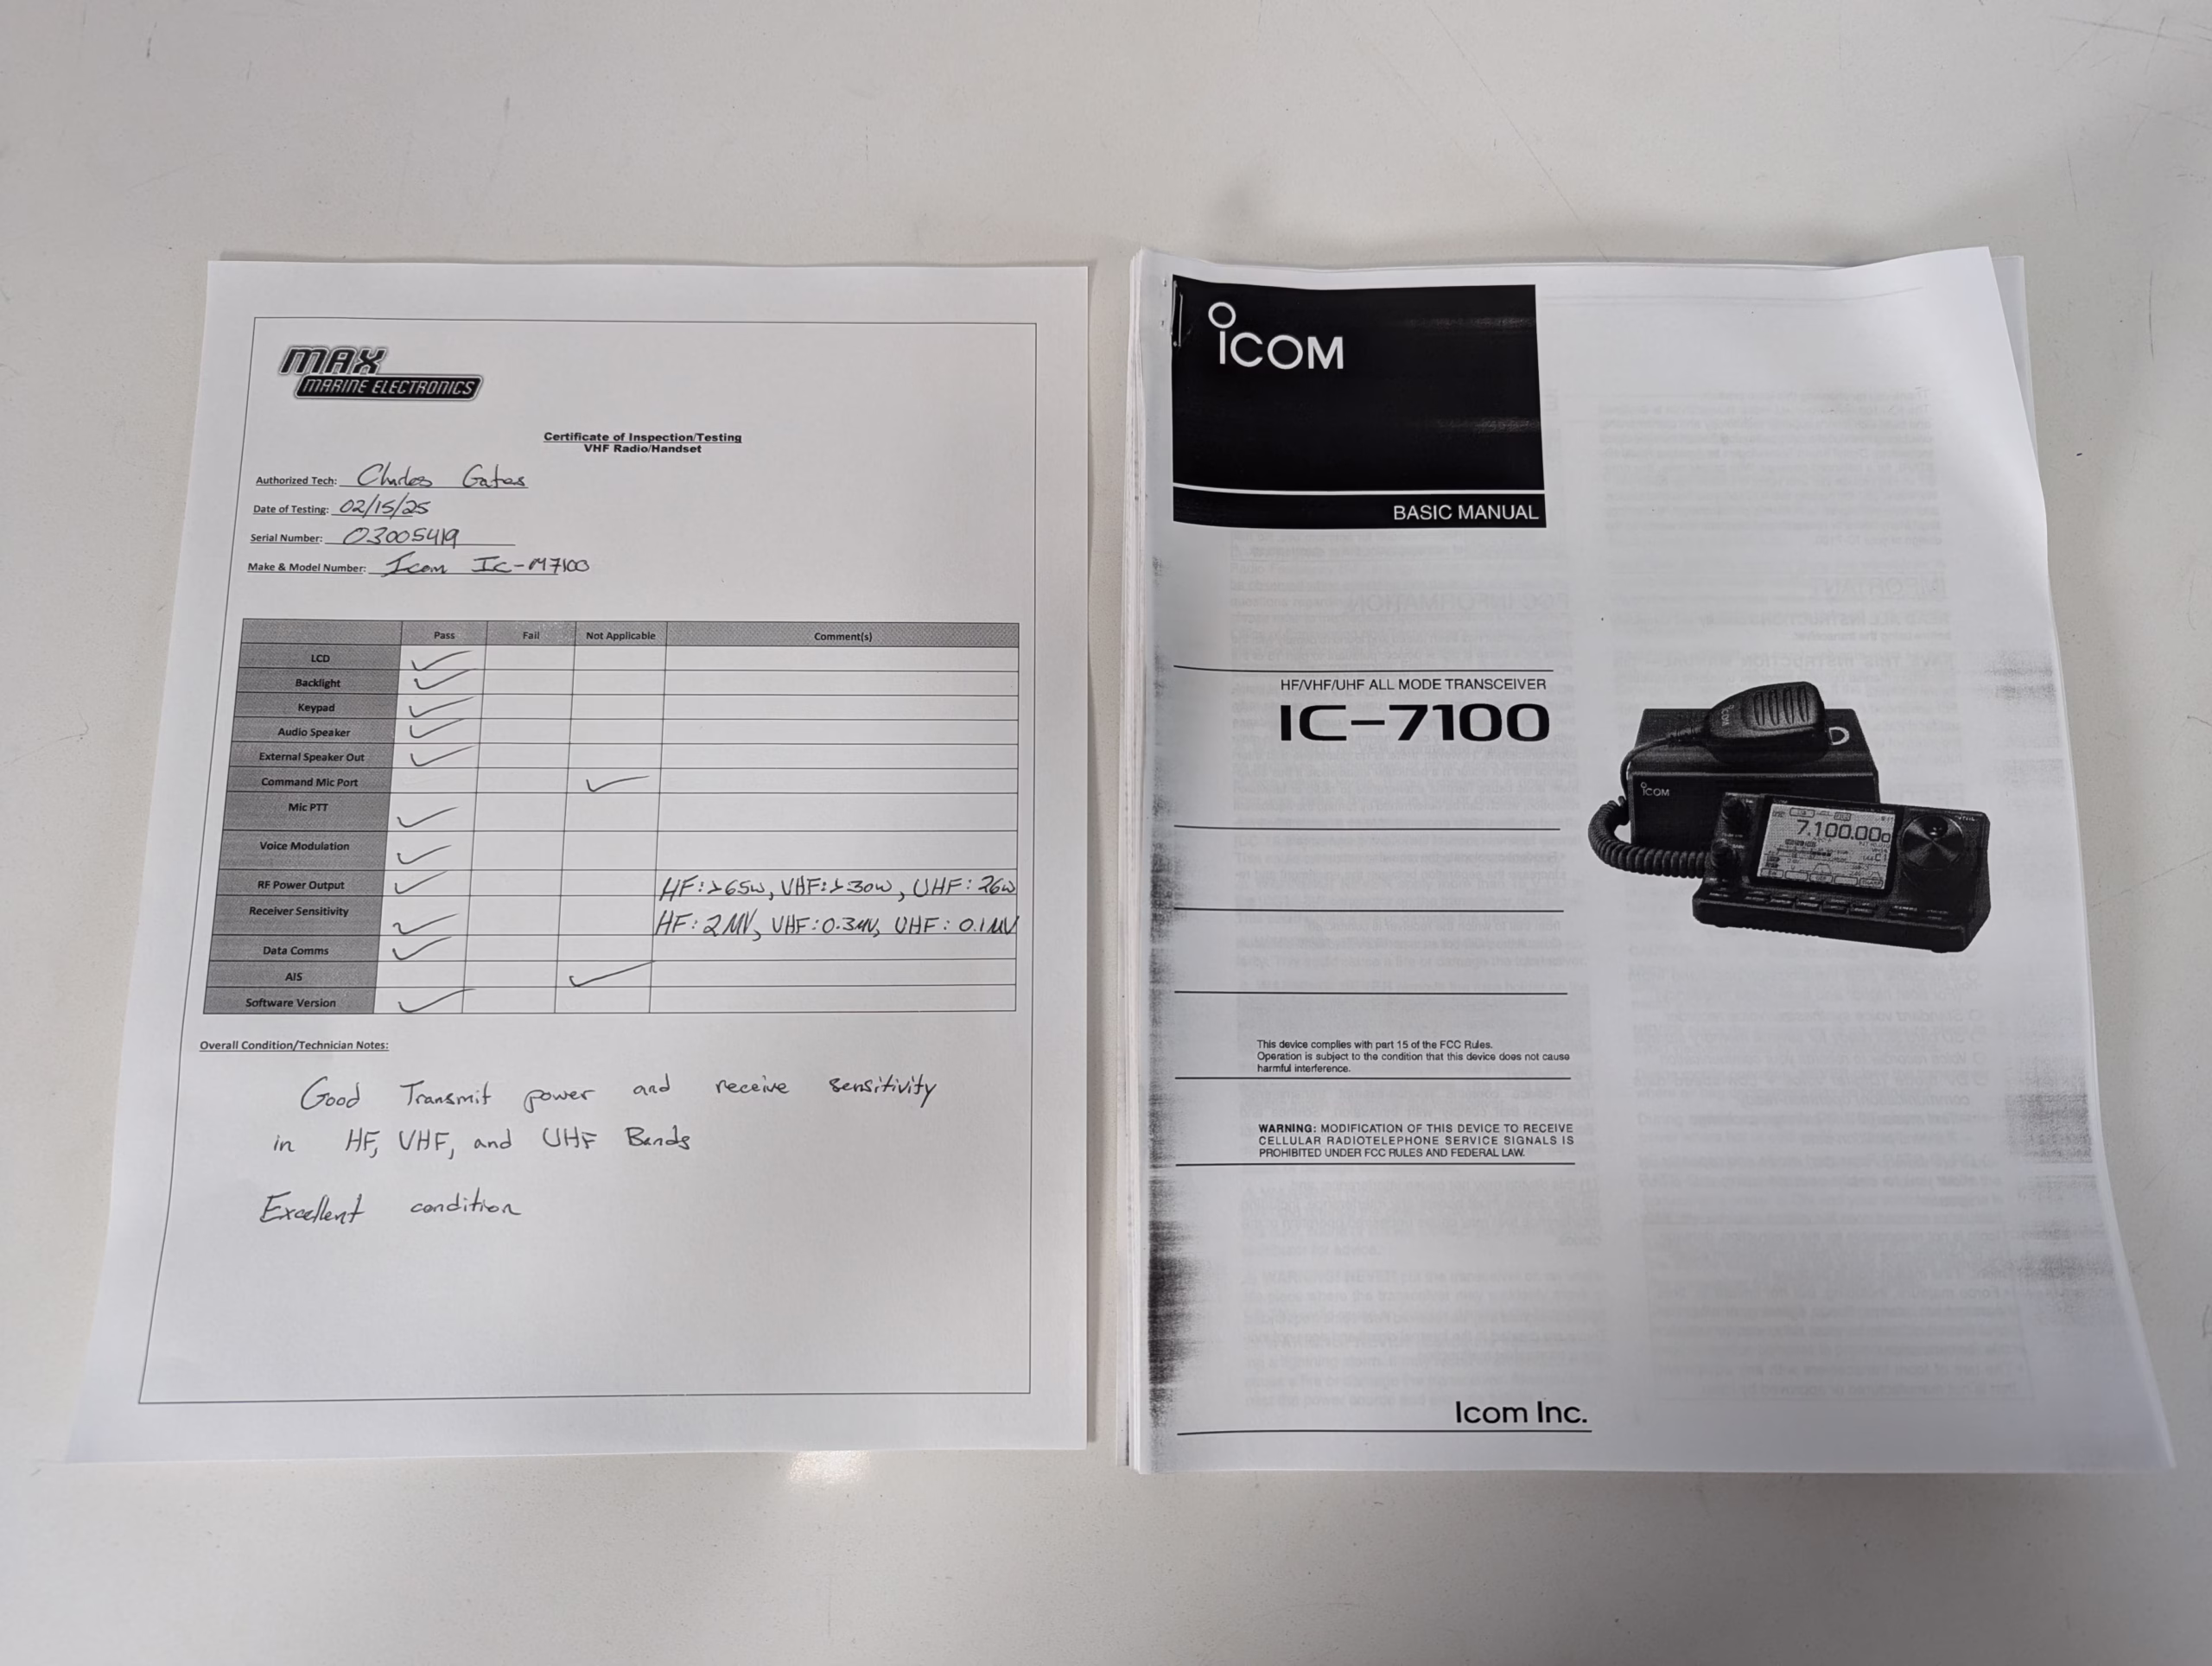 MAX
MARINE ELECTRONICS
Certificate of Inspection/Testing
VHF Radio/Handset
Authorized Tech: Charles Gates
Date of Testing: 02/15/25
Serial Number: 03005419
Make & Model Number: Icom Ic-M7100
Pass Fail Not Applicable Comment(s)
LCD
Backlight
Keypad
Audio Speaker
External Speaker Out
Command Mic Port
Mic PTT
Voice Modulation
RF Power Output HF:>65w, VHF:>30w, UHF: 26w
Receiver Sensitivity HF: 2MV, VHF:0.3MV, UHF: 0.1MV
Data Comms
AIS
Software Version
Overall Condition/Technician Notes:
Good Transmit power and receive sensitivity
in HF, VHF, and UHF Bands
Excellent condition
ICOM
BASIC MANUAL
HF/VHF/UHF ALL MODE TRANSCEIVER
IC-7100
ICOM
ICOM
7.100.00
This device complies with part 15 of the FCC Rules.
Operation is subject to the condition that this device does not cause
harmful interference.
WARNING: MODIFICATION OF THIS DEVICE TO RECEIVE
CELLULAR RADIOTELEPHONE SERVICE SIGNALS IS
PROHIBITED UNDER FCC RULES AND FEDERAL LAW.
Icom Inc.